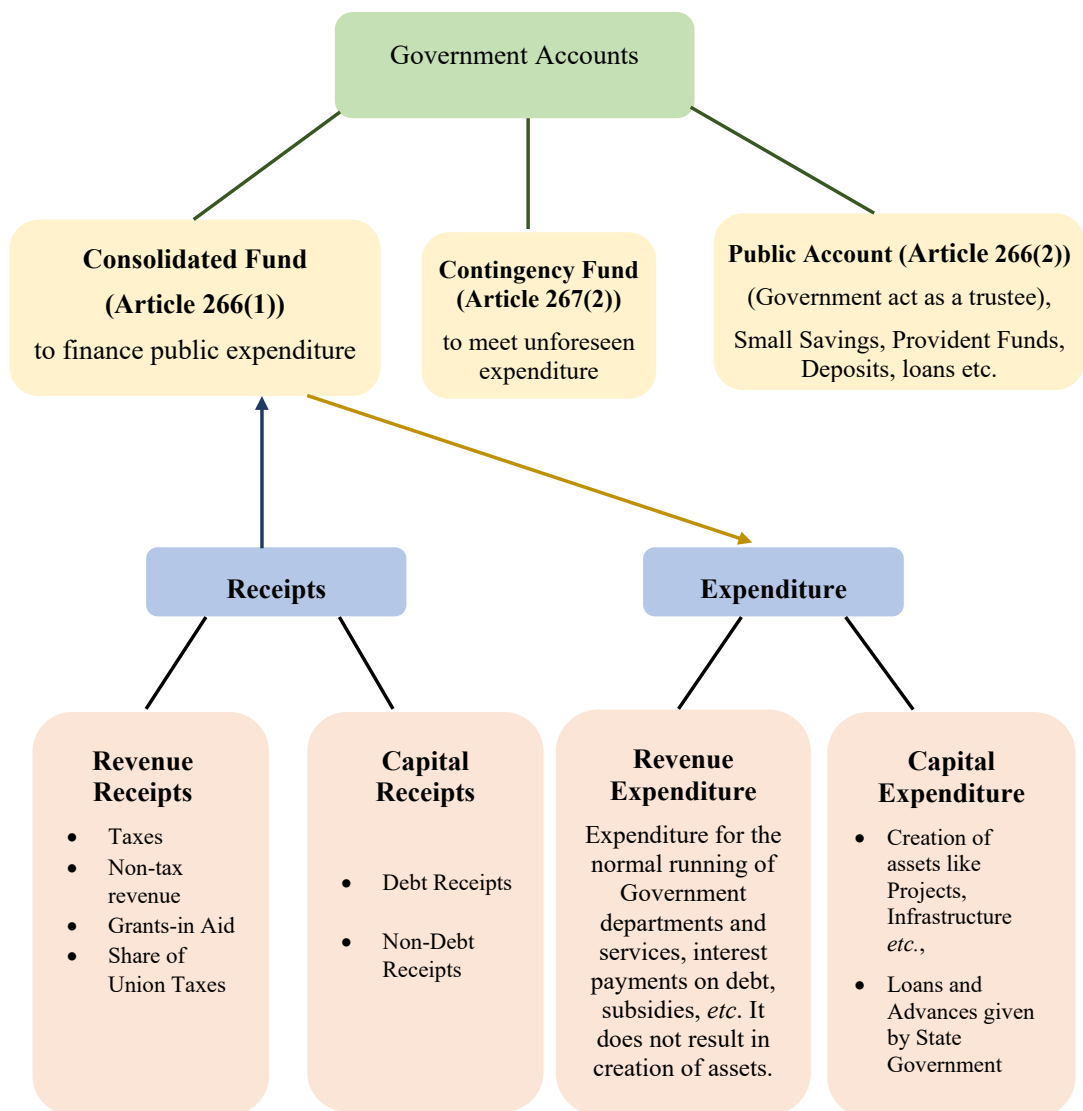 Government Accounts
Consolidated Fund
(Article 266(1))
to finance public expenditure
Contingency Fund
(Article 267(2))
to meet unforeseen
expenditure
Public Account (Article 266(2))
(Government act as a trustee),
Small Savings, Provident Funds,
Deposits, loans etc.
Receipts
Expenditure
Revenue
Receipts
• Taxes
• Non-tax
revenue
• Grants-in Aid
• Share of
Union Taxes
Capital
Receipts
• Debt Receipts
• Non-Debt
Receipts
Revenue
Expenditure
Expenditure for the
normal running of
Government
departments and
services, interest
payments on debt,
subsidies, etc. It
does not result in
creation of assets.
Capital
Expenditure
• Creation of
assets like
Projects,
Infrastructure
etc.,
• Loans and
Advances given
by State
Government